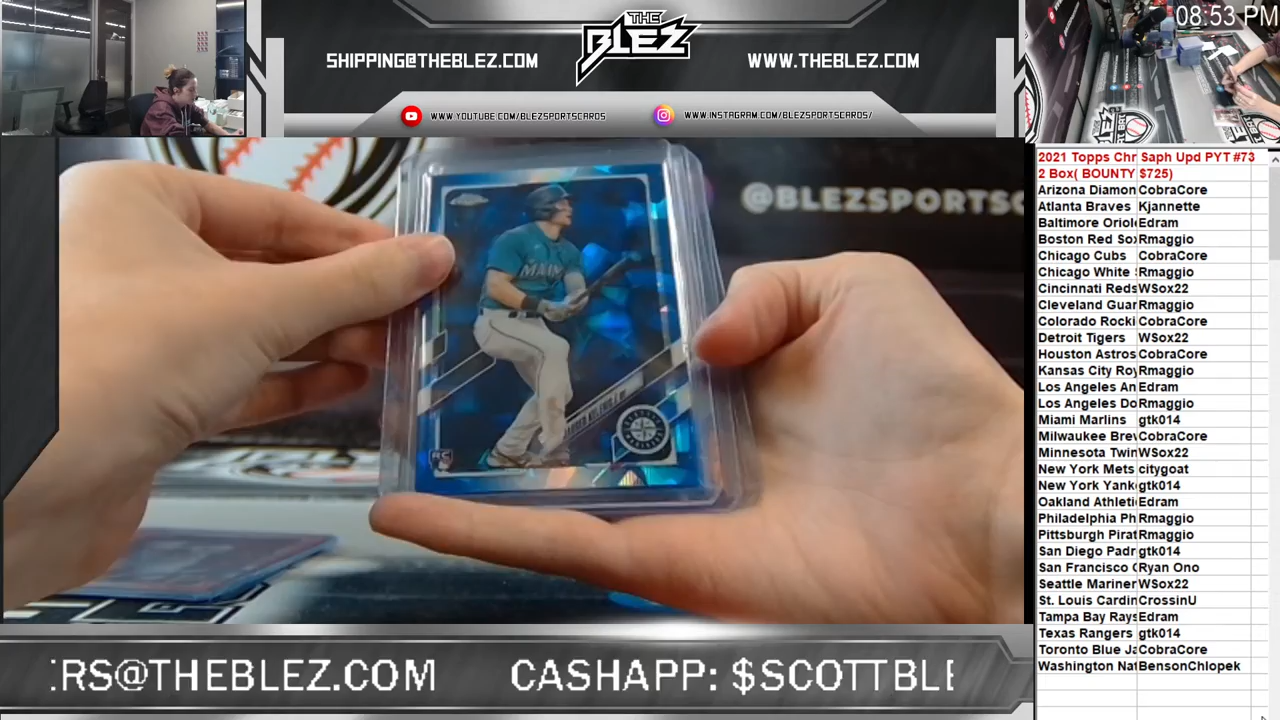 08:53 PM
SHIPPING@THEBLEZ.COM
THE
BLEZ
WWW.THEBLEZ.COM
WWW.YOUTUBE.COM/BLEZSPORTSCARDS
WWW.INSTAGRAM.COM/BLEZSPORTSCARDS/
@BLEZSPORTSC
2021 Topps Chr Saph Upd PYT #73
2 Box( BOUNTY $725)
Arizona Diamon CobraCore
Atlanta Braves Kjannette
Baltimore Oriol Edram
Boston Red So Rmaggio
Chicago Cubs CobraCore
Chicago White Rmaggio
Cincinnati Reds WSox22
Cleveland Guar Rmaggio
Colorado Rocki CobraCore
Detroit Tigers WSox22
Houston Astros CobraCore
Kansas City Roy Rmaggio
Los Angeles An Edram
Los Angeles Do Rmaggio
Miami Marlins gtk014
Milwaukee Brew CobraCore
Minnesota Twin WSox22
New York Mets citygoat
New York Yank gtk014
Oakland Athleti Edram
Philadelphia Ph Rmaggio
Pittsburgh Pirat Rmaggio
San Diego Padr gtk014
San Francisco Ryan Ono
Seattle Mariner WSox22
St. Louis Cardin CrossinU
Tampa Bay Rays Edram
Texas Rangers gtk014
Toronto Blue Ja CobraCore
Washington Nat BensonChlopek
RC
RS@THEBLEZ.COM CASHAPP: $SCOTTBLE